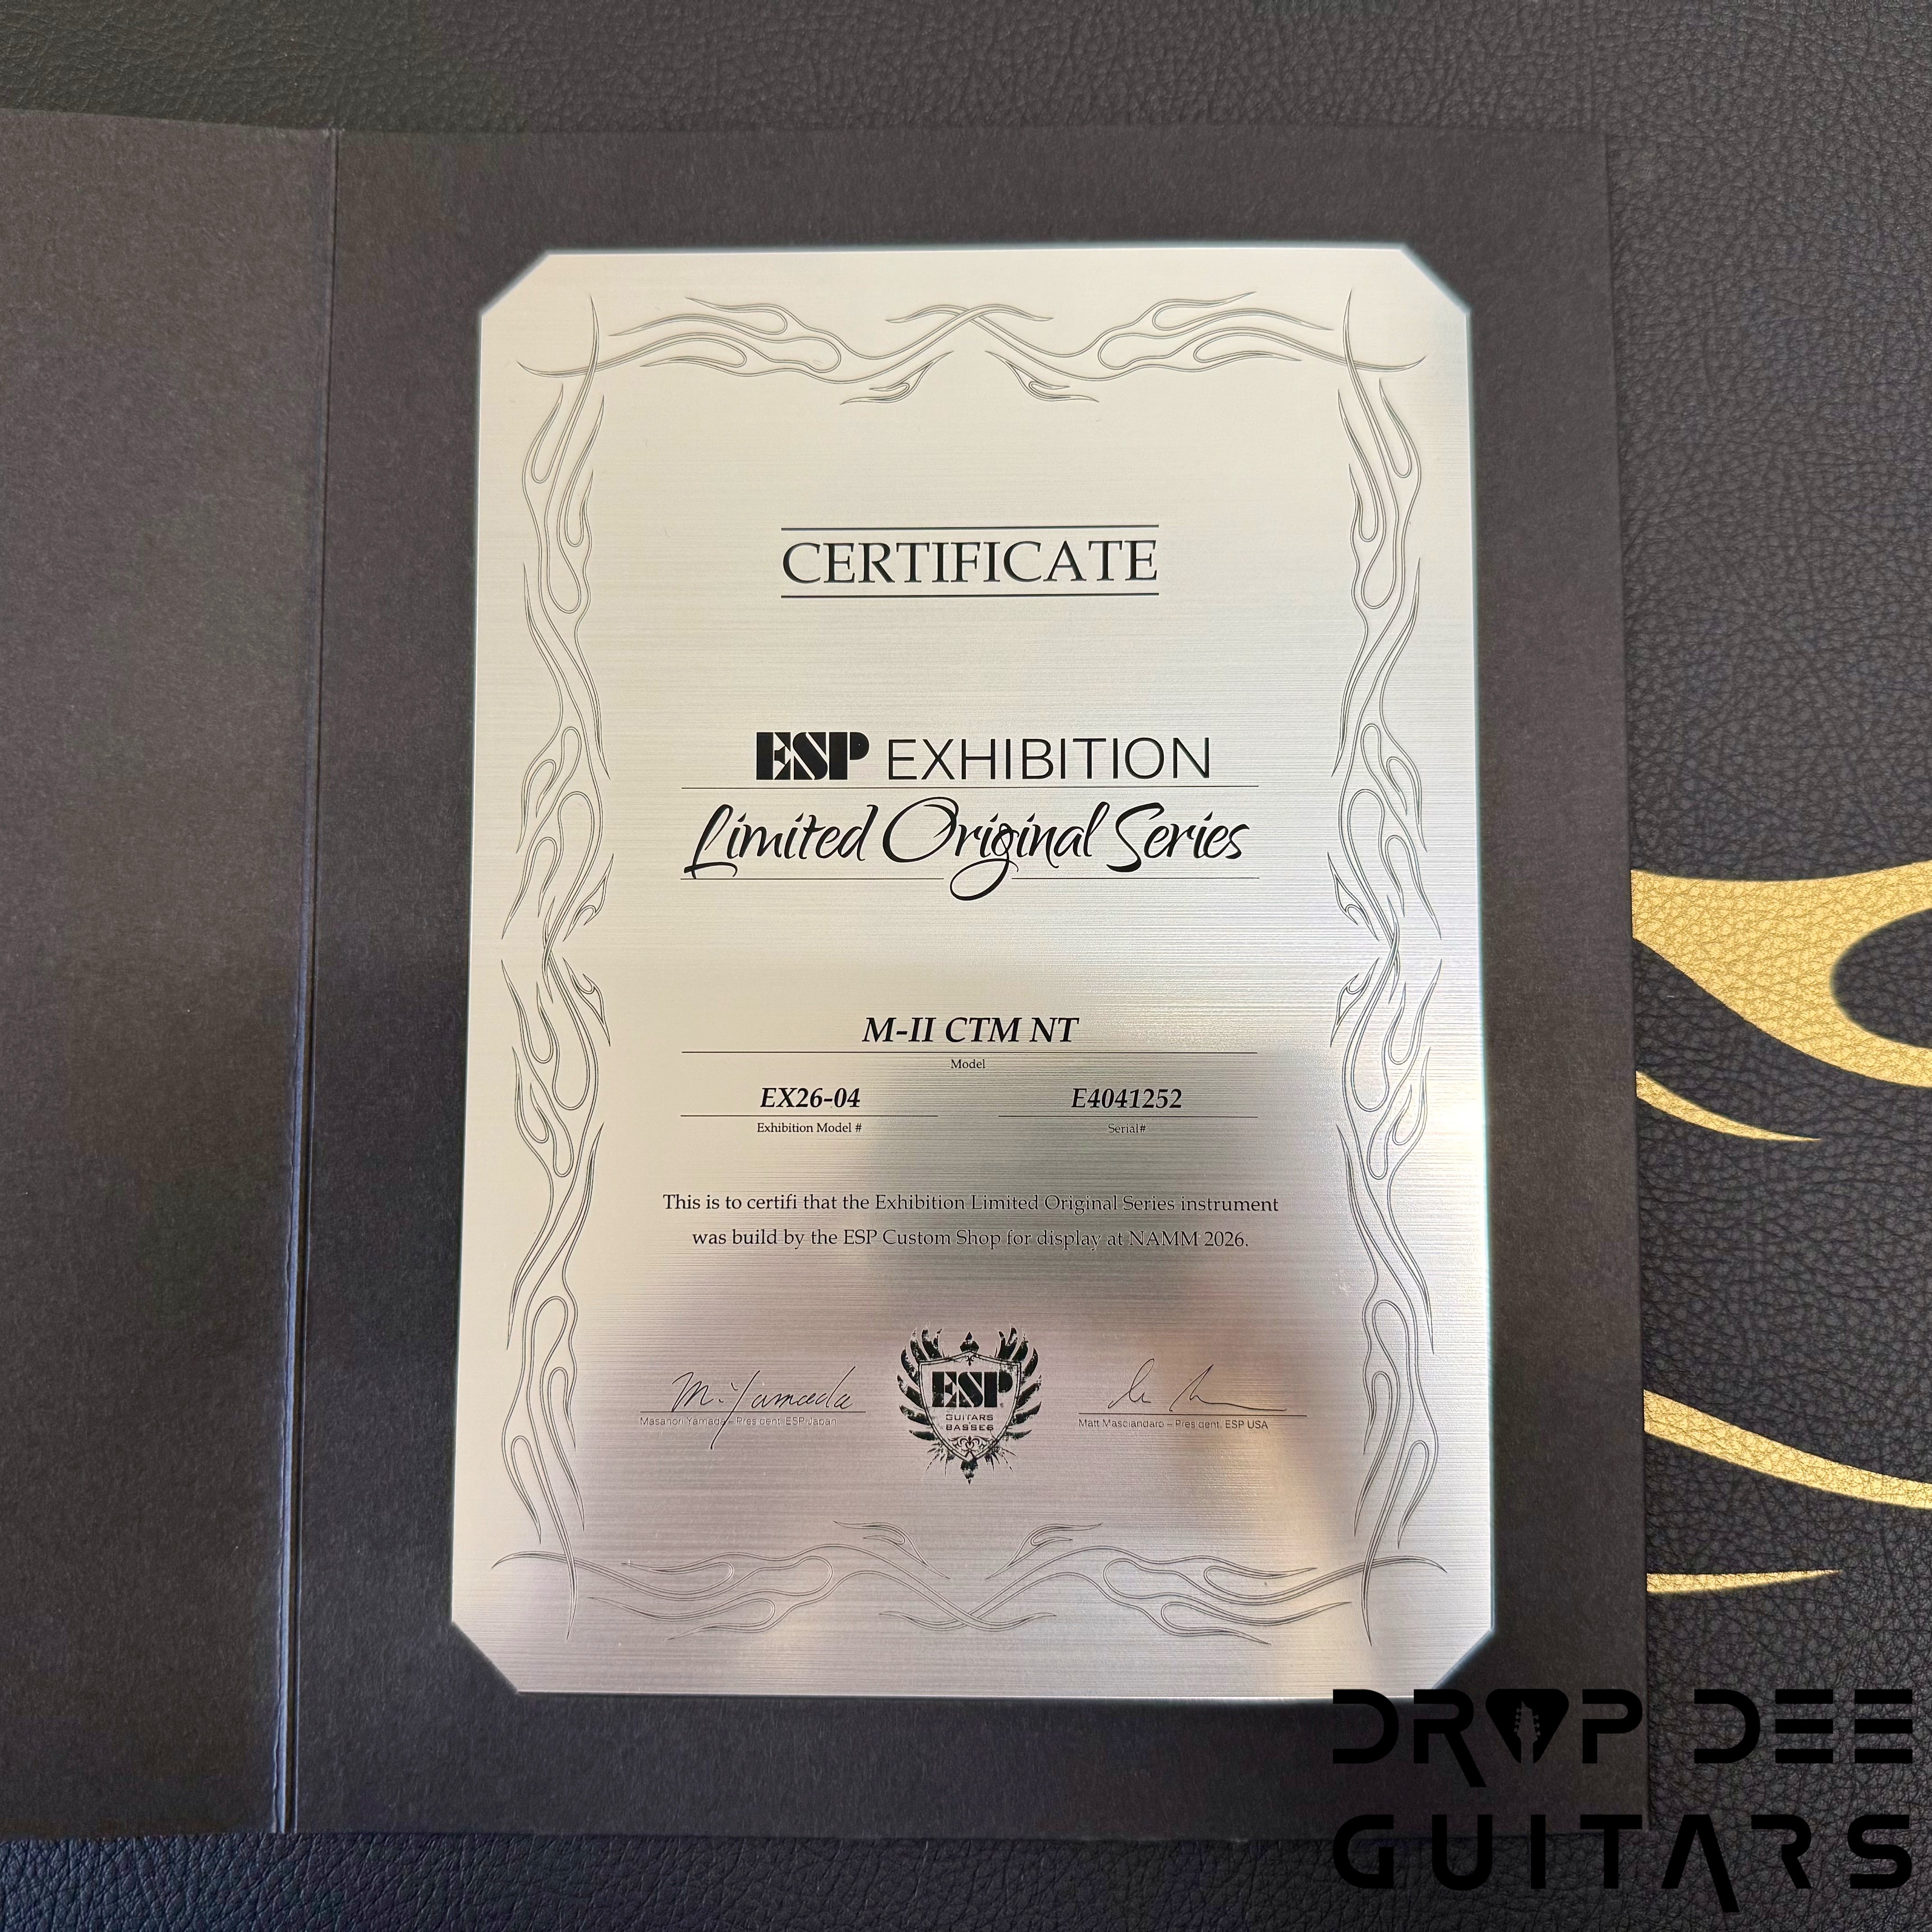 CERTIFICATE
ESP EXHIBITION
Limited Original Series
M-II CTM NT
Model
EX26-04 E4041252
Exhibition Model # Serial#
This is to certifi that the Exhibition Limited Original Series instrument
was build by the ESP Custom Shop for display at NAMM 2026.
M. Yamada
Masanori Yamada – President, ESP Japan
ESP
GUITARS
BASSES
Matt Masciandaro – President, ESP USA
DROP DEE
GUITARS